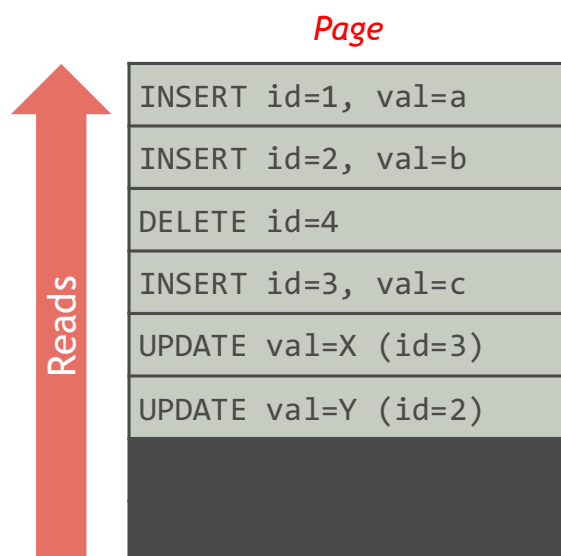 Page
INSERT id=1, val=a
INSERT id=2, val=b
DELETE id=4
INSERT id=3, val=c
UPDATE val=X (id=3)
UPDATE val=Y (id=2)
Reads